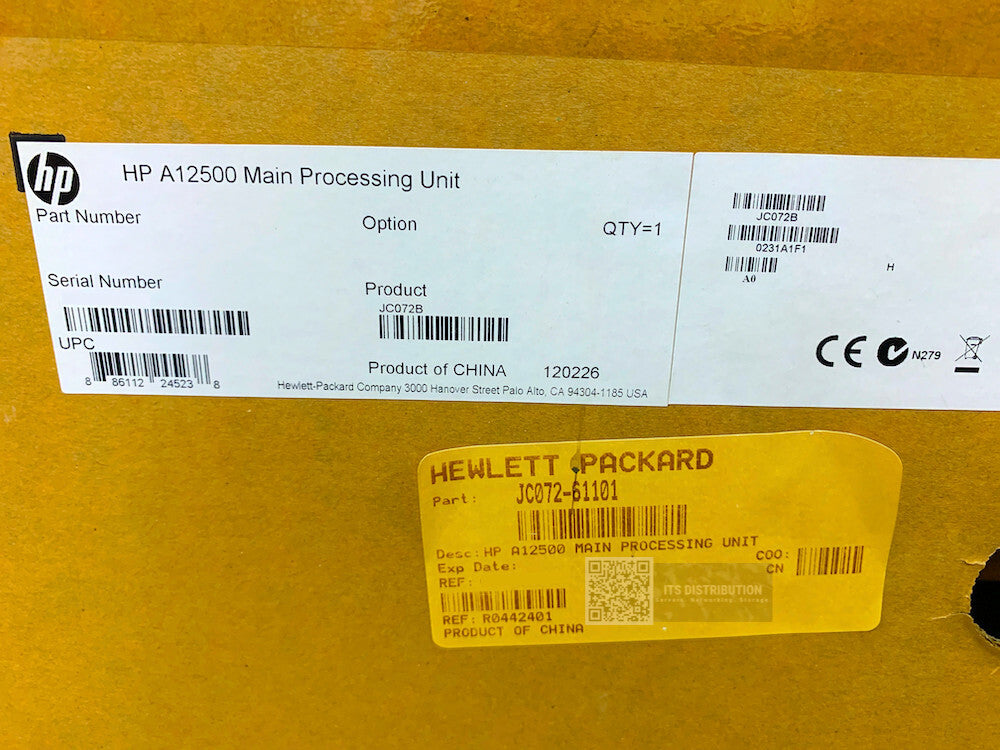 hp
HP A12500 Main Processing Unit
Part Number
Option
QTY=1
Serial Number
Product
JC072B
UPC
8 86112 24523 8
Product of CHINA 120226
Hewlett-Packard Company 3000 Hanover Street Palo Alto, CA 94304-1185 USA
JC072B
0231A1F1
A0
H
CE
N279
HEWLETT PACKARD
Part: JC072-61101
Desc: HP A12500 MAIN PROCESSING UNIT
Exp Date:
COO:
CN
REF:
REF: R0442401
PRODUCT OF CHINA
ITS DISTRIBUTION
Servers. Networking. Storage